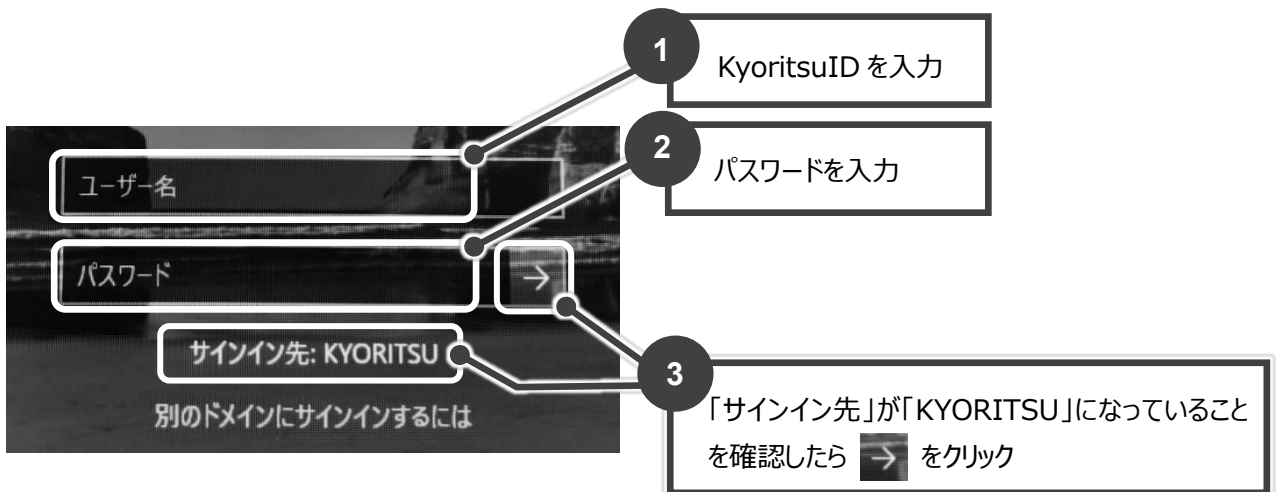 1
KyoritsuID を入力
2
パスワードを入力
ユーザー名
パスワード
→
サインイン先: KYORITSU
別のドメインにサインインするには
3
「サインイン先」が「KYORITSU」になっていること
を確認したら → をクリック